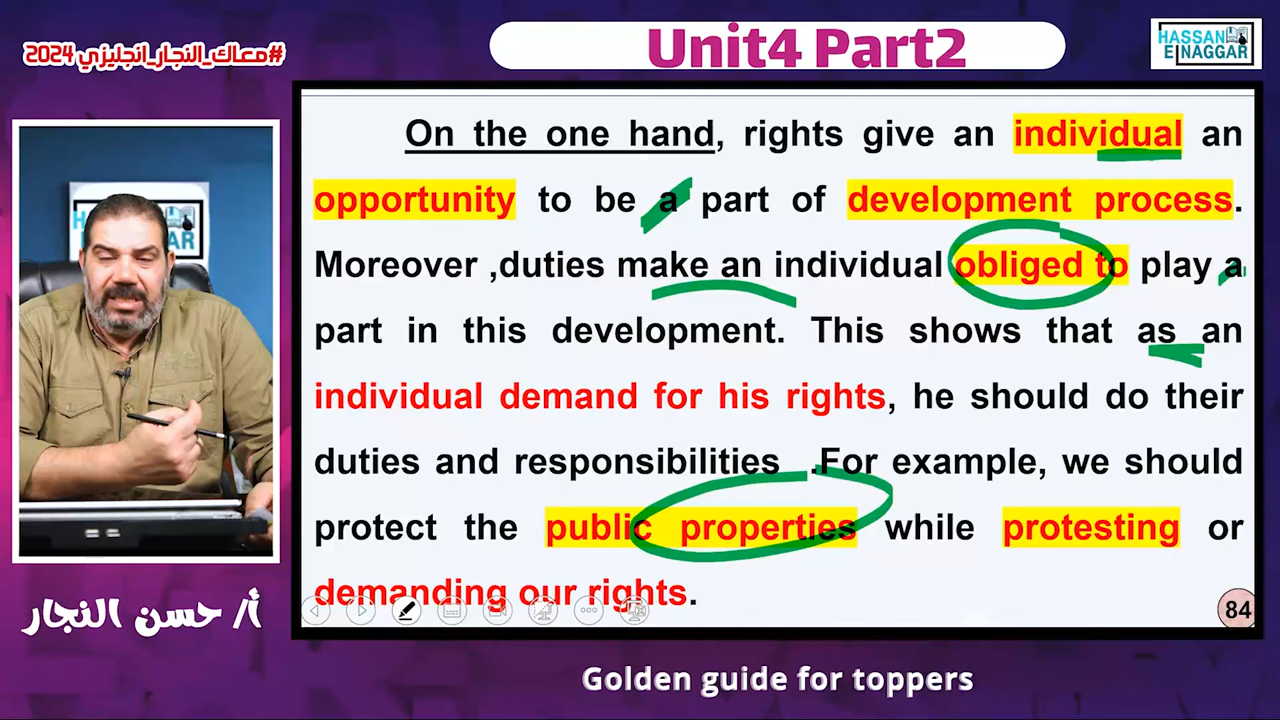 #معاك_النجار_انجليزي 2024
Unit4 Part2
HASSAN
ElNAGGAR
On the one hand, rights give an individual an
opportunity to be a part of development process.
Moreover ,duties make an individual obliged to play a
part in this development. This shows that as an
individual demand for his rights, he should do their
duties and responsibilities .For example, we should
protect the public properties while protesting or
demanding our rights.
84
أ/ حسن النجار
Golden guide for toppers